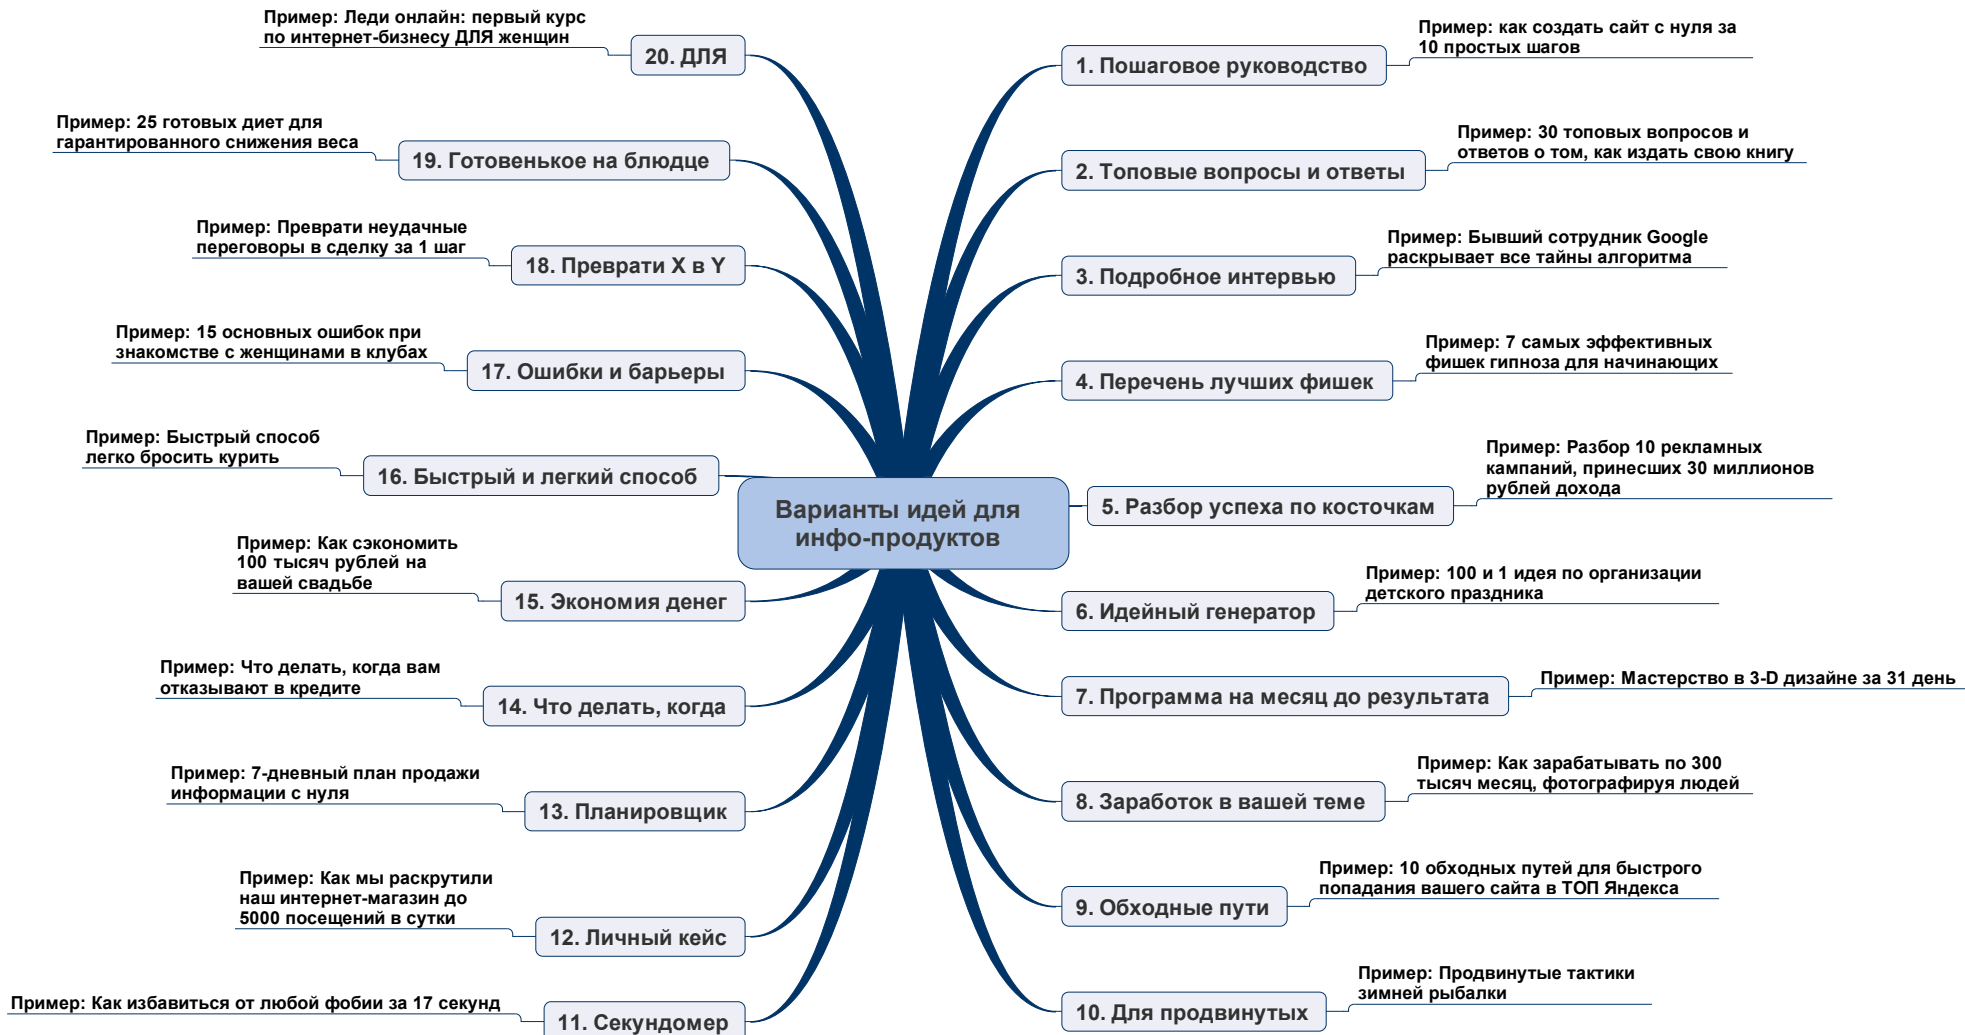 Варианты идей для
инфо-продуктов
1. Пошаговое руководство
Пример: как создать сайт с нуля за
10 простых шагов
2. Топовые вопросы и ответы
Пример: 30 топовых вопросов и
ответов о том, как издать свою книгу
3. Подробное интервью
Пример: Бывший сотрудник Google
раскрывает все тайны алгоритма
4. Перечень лучших фишек
Пример: 7 самых эффективных
фишек гипноза для начинающих
5. Разбор успеха по косточкам
Пример: Разбор 10 рекламных
кампаний, принесших 30 миллионов
рублей дохода
6. Идейный генератор
Пример: 100 и 1 идея по организации
детского праздника
7. Программа на месяц до результата
Пример: Мастерство в 3-D дизайне за 31 день
8. Заработок в вашей теме
Пример: Как зарабатывать по 300
тысяч месяц, фотографируя людей
9. Обходные пути
Пример: 10 обходных путей для быстрого
попадания вашего сайта в ТОП Яндекса
10. Для продвинутых
Пример: Продвинутые тактики
зимней рыбалки
11. Секундомер
Пример: Как избавиться от любой фобии за 17 секунд
12. Личный кейс
Пример: Как мы раскрутили
наш интернет-магазин до
5000 посещений в сутки
13. Планировщик
Пример: 7-дневный план продажи
информации с нуля
14. Что делать, когда
Пример: Что делать, когда вам
отказывают в кредите
15. Экономия денег
Пример: Как сэкономить
100 тысяч рублей на
вашей свадьбе
16. Быстрый и легкий способ
Пример: Быстрый способ
легко бросить курить
17. Ошибки и барьеры
Пример: 15 основных ошибок при
знакомстве с женщинами в клубах
18. Преврати X в Y
Пример: Преврати неудачные
переговоры в сделку за 1 шаг
19. Готовенькое на блюдце
Пример: 25 готовых диет для
гарантированного снижения веса
20. ДЛЯ
Пример: Леди онлайн: первый курс
по интернет-бизнесу ДЛЯ женщин